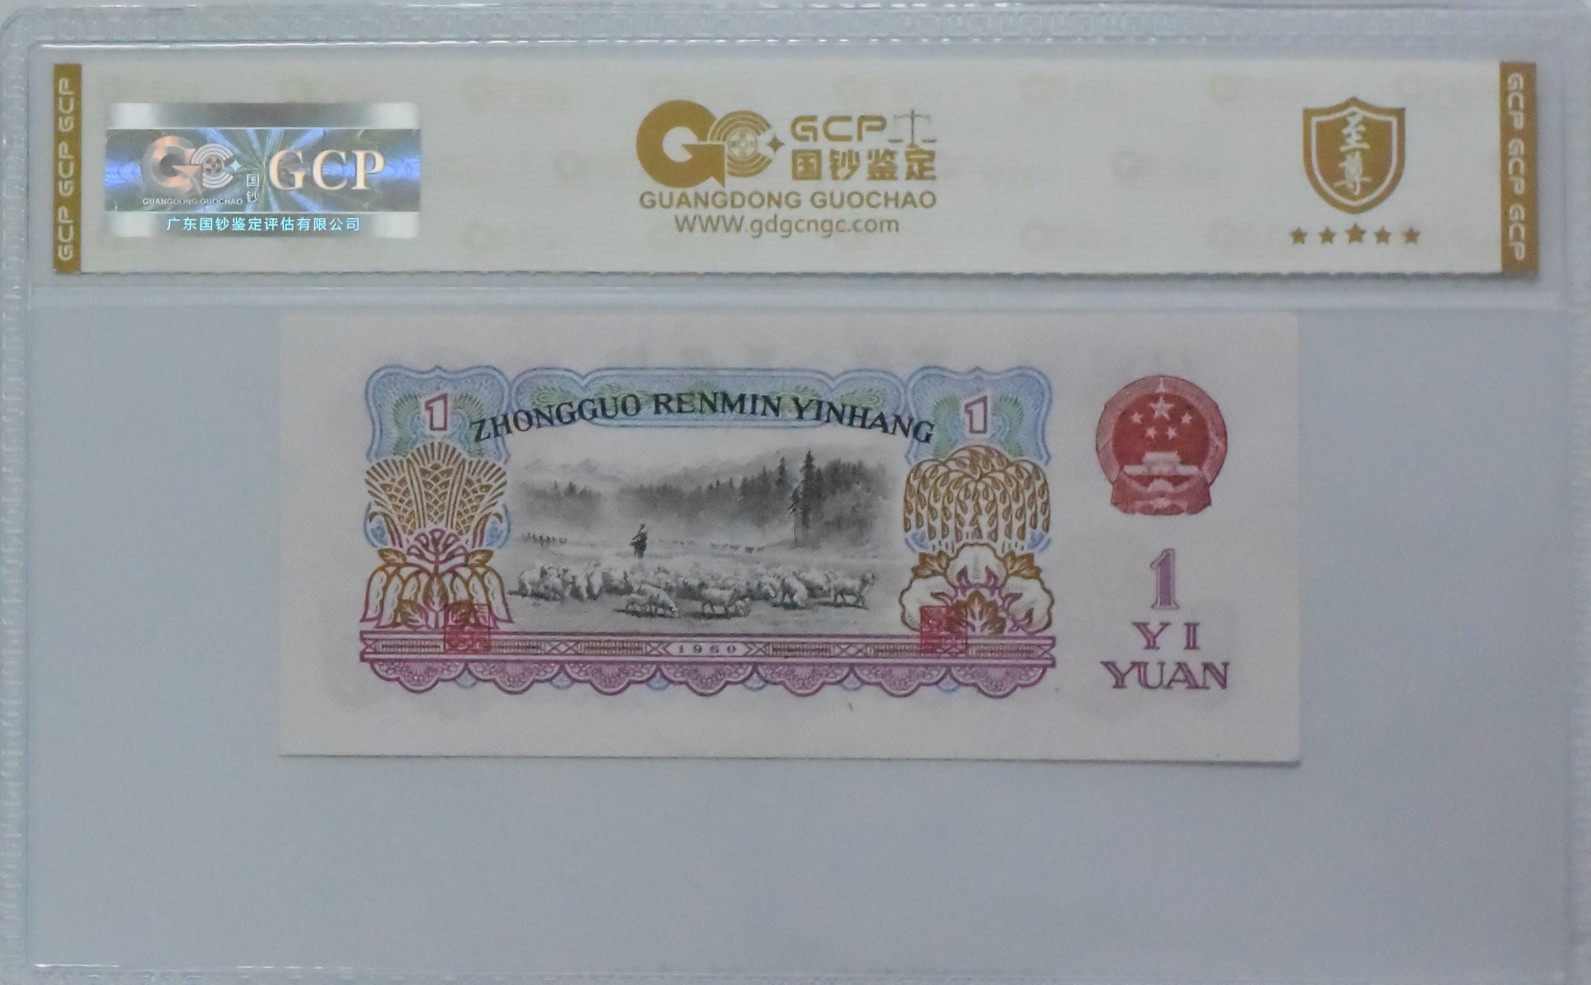 GCP GCP GCP
GUANGDONG GUOCHAO
国钞
GCP
广东国钞鉴定评估有限公司
GCP
国钞鉴定
GUANGDONG GUOCHAO
WWW.gdgcngc.com
至尊
GCP GCP GCP
1
ZHONGGUO RENMIN YINHANG
1
1960
1
YI
YUAN